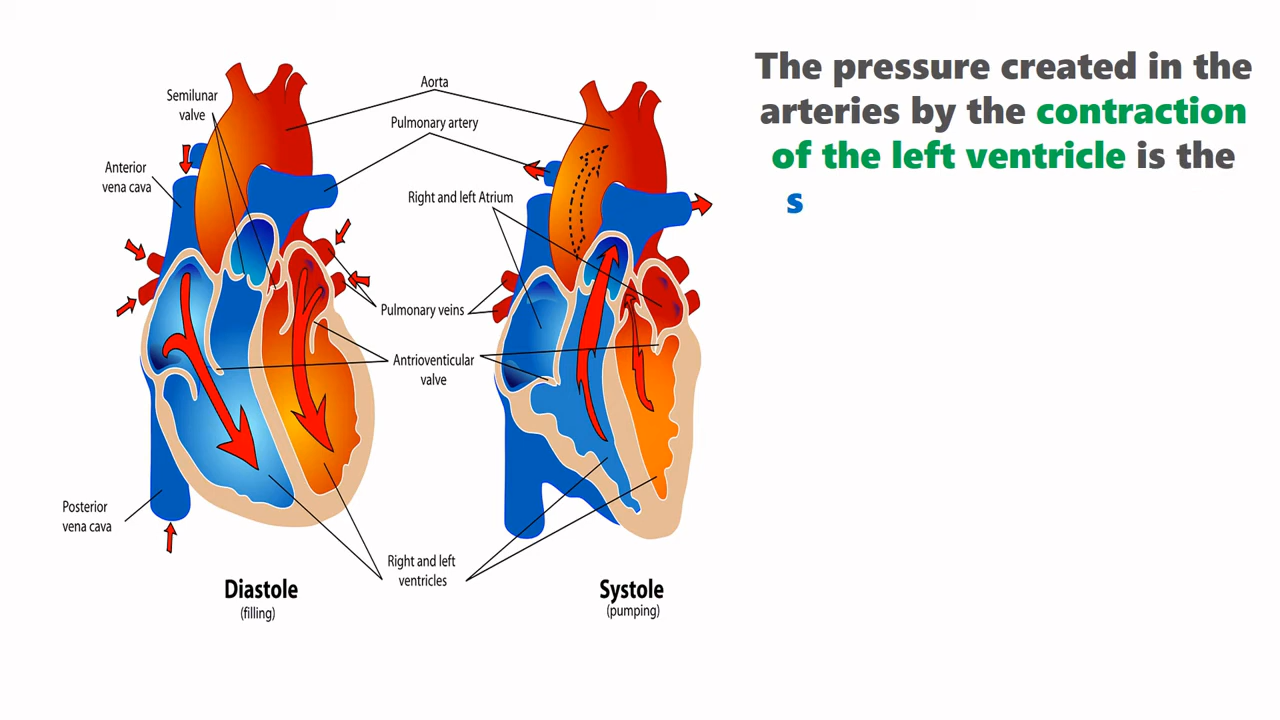 The pressure created in the
arteries by the contraction
of the left ventricle is the
s
Aorta
Semilunar
valve
Pulmonary artery
Anterior
vena cava
Right and left Atrium
Pulmonary veins
Antrioventicular
valve
Posterior
vena cava
Right and left
ventricles
Diastole
(filling)
Systole
(pumping)